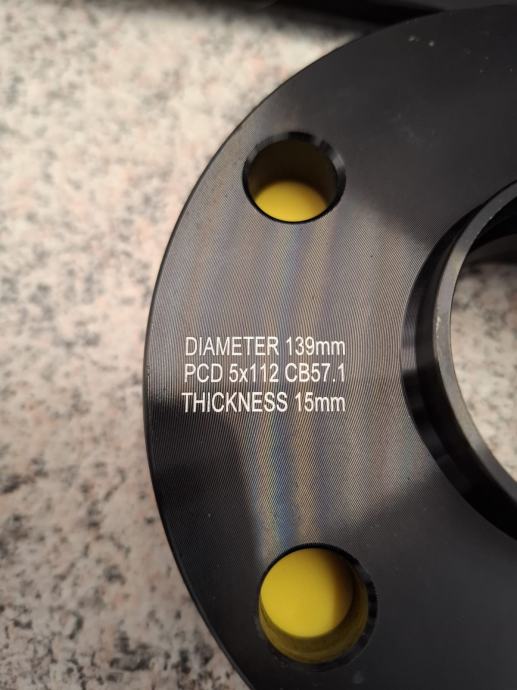 DIAMETER 139mm
PCD 5x112 CB57.1
THICKNESS 15mm